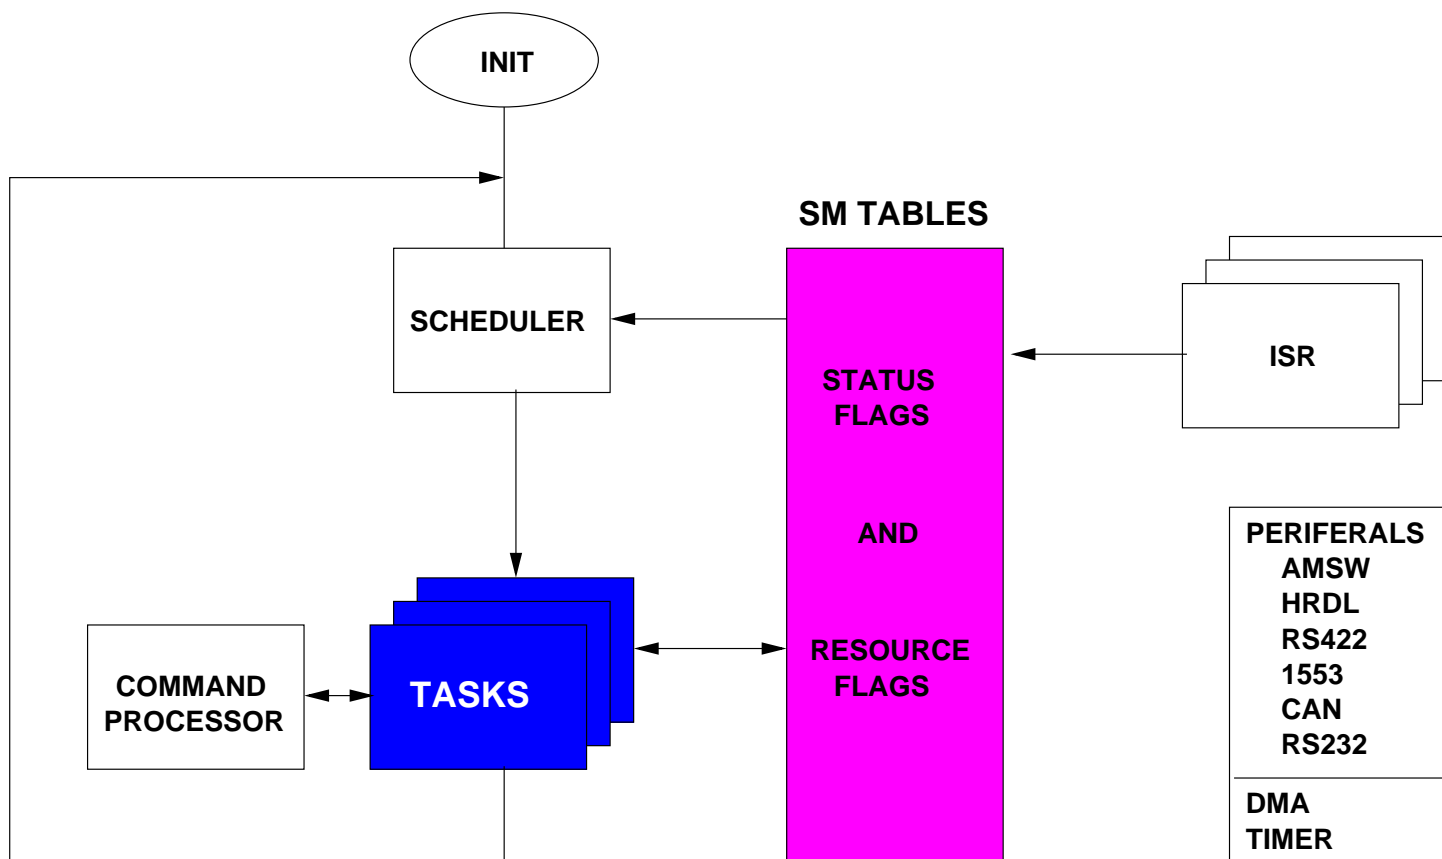 INIT
SM TABLES
SCHEDULER
STATUS
FLAGS
AND
RESOURCE
FLAGS
ISR
TASKS
COMMAND
PROCESSOR
PERIFERALS
AMSW
HRDL
RS422
1553
CAN
RS232
DMA
TIMER